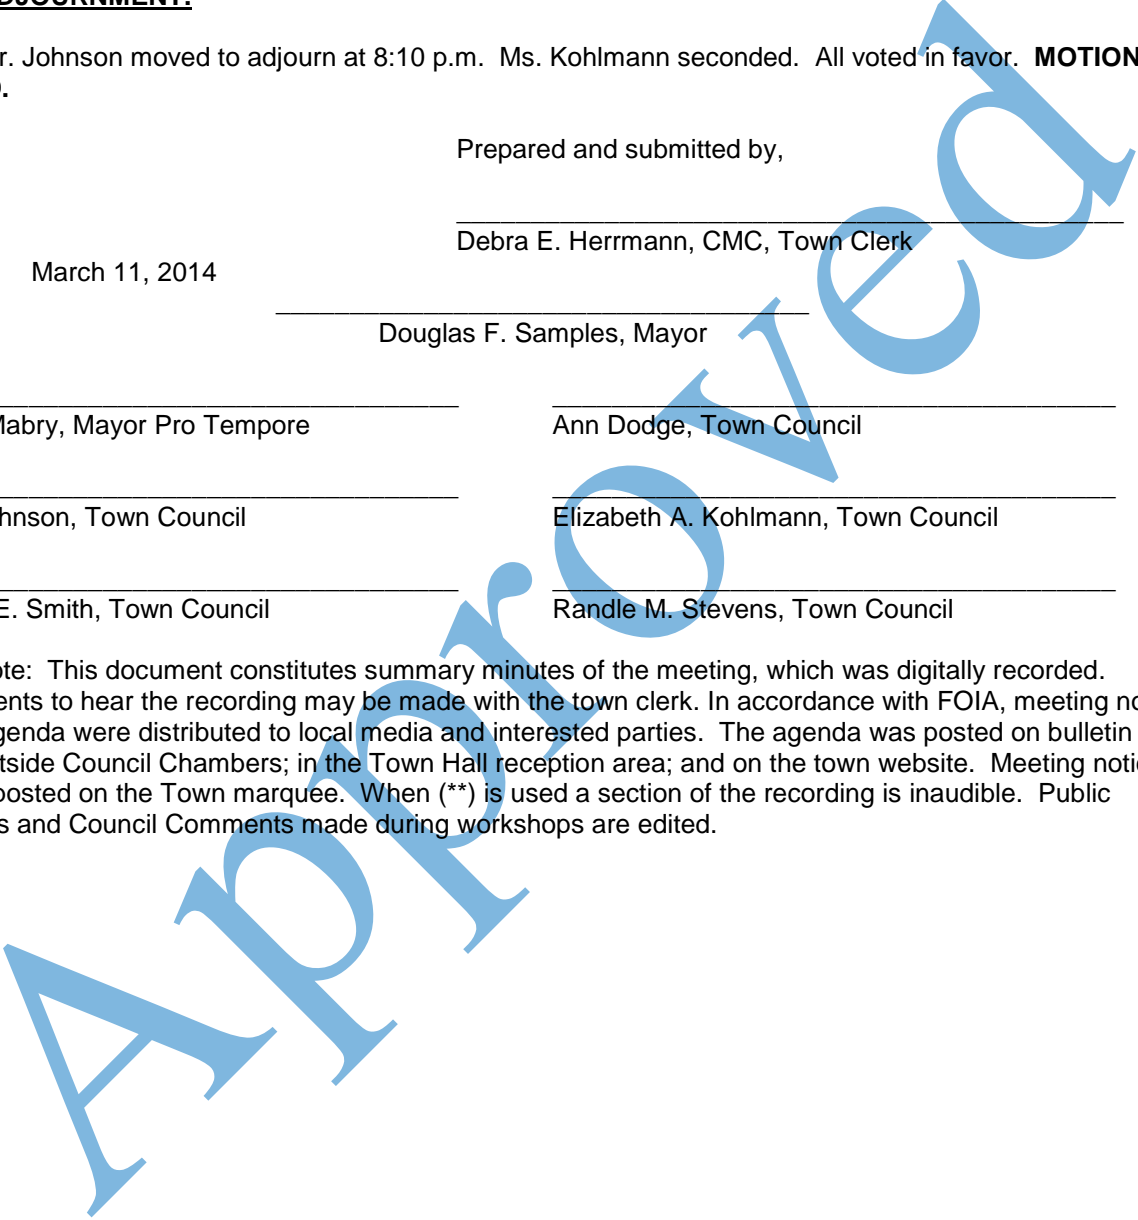 DJOURNMENT:
r. Johnson moved to adjourn at 8:10 p.m.  Ms. Kohlmann seconded.  All voted in favor.  MOTION
.
Prepared and submitted by,
Debra E. Herrmann, CMC, Town Clerk
March 11, 2014
Douglas F. Samples, Mayor
Mabry, Mayor Pro Tempore Ann Dodge, Town Council
hnson, Town Council Elizabeth A. Kohlmann, Town Council
E. Smith, Town Council Randle M. Stevens, Town Council
ote:  This document constitutes summary minutes of the meeting, which was digitally recorded.
ents to hear the recording may be made with the town clerk. In accordance with FOIA, meeting no
genda were distributed to local media and interested parties.  The agenda was posted on bulletin
tside Council Chambers; in the Town Hall reception area; and on the town website.  Meeting notic
posted on the Town marquee.  When (**) is used a section of the recording is inaudible.  Public
s and Council Comments made during workshops are edited.
Approved